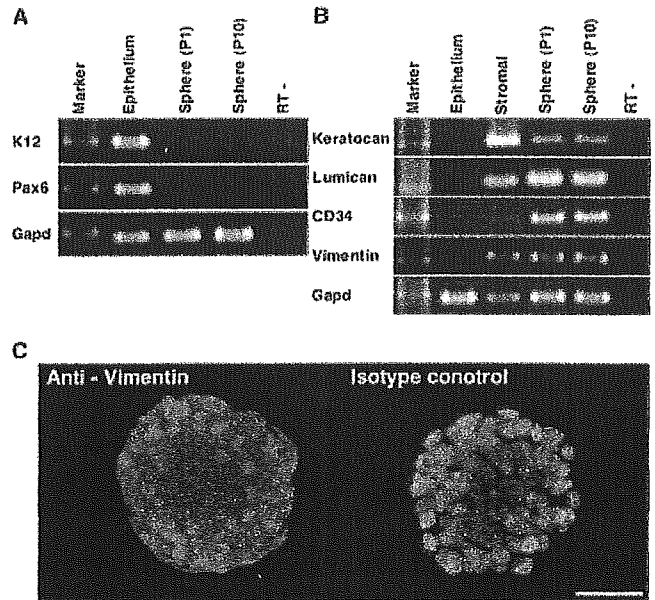 A
Marker
Epithelium
Sphere (P1)
Sphere (P10)
RT -
K12
Pax6
Gapd
B
Marker
Epithelium
Stromal
Sphere (P1)
Sphere (P10)
RT -
Keratocan
Lumican
CD34
Vimentin
Gapd
C
Anti - Vimentin
Isotype conotrol